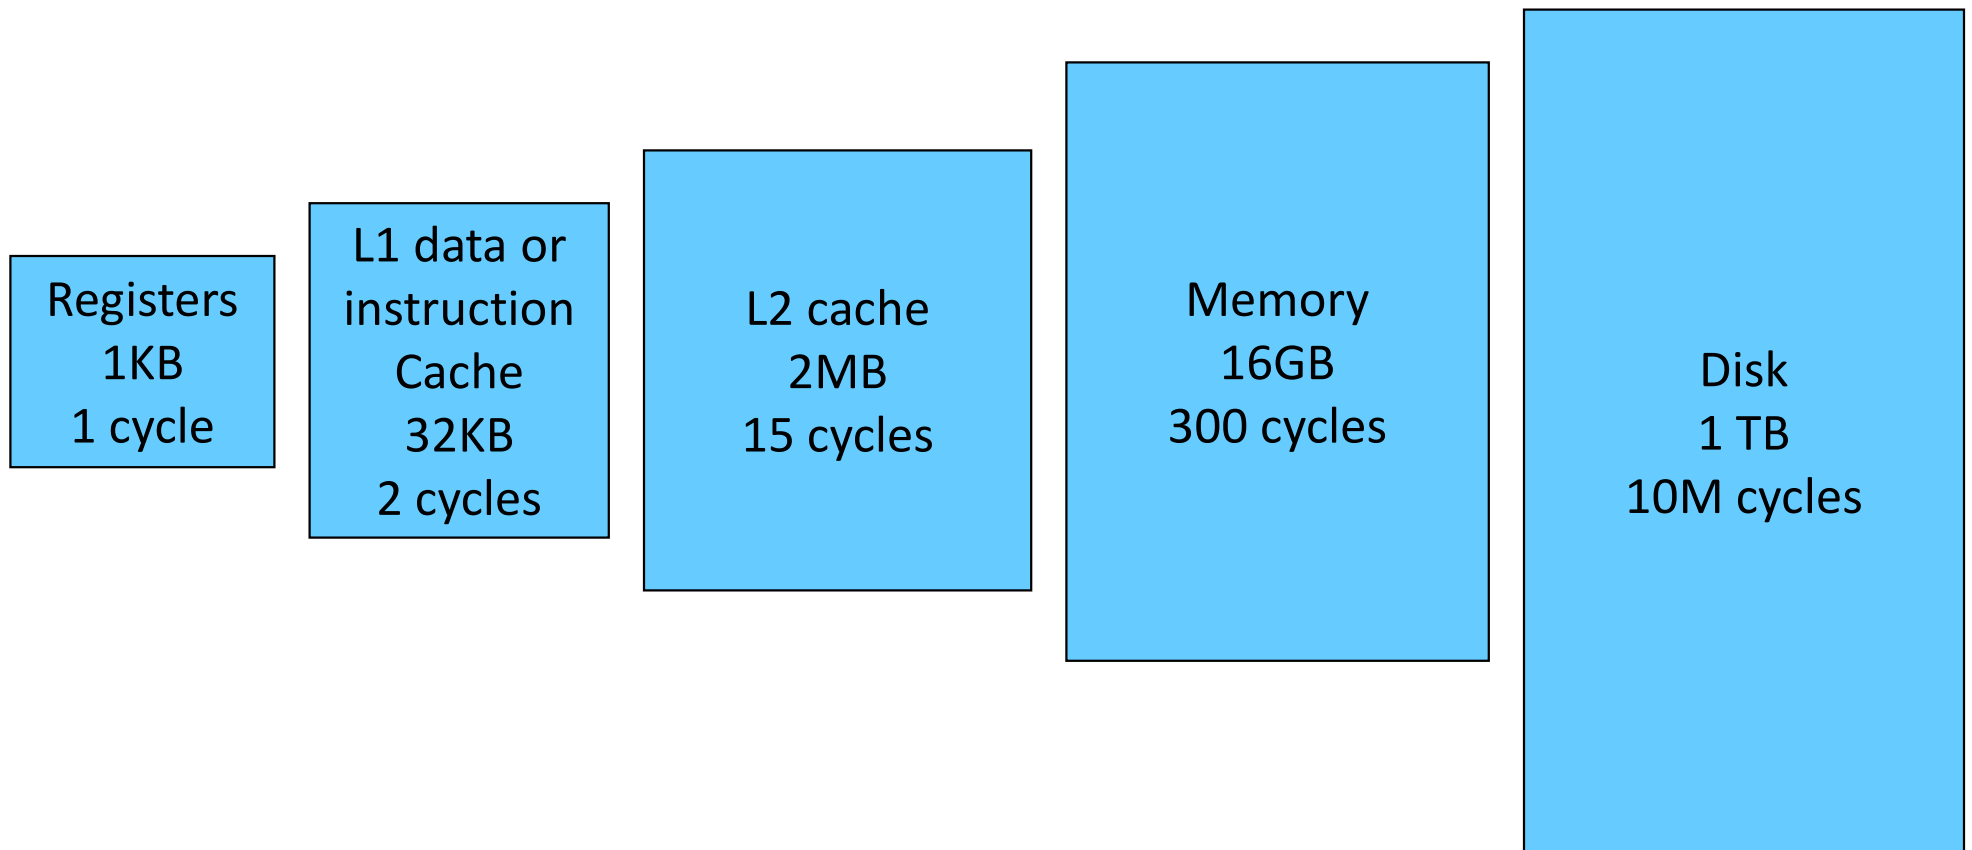 Registers
1KB
1 cycle
L1 data or
instruction
Cache
32KB
2 cycles
L2 cache
2MB
15 cycles
Memory
16GB
300 cycles
Disk
1 TB
10M cycles